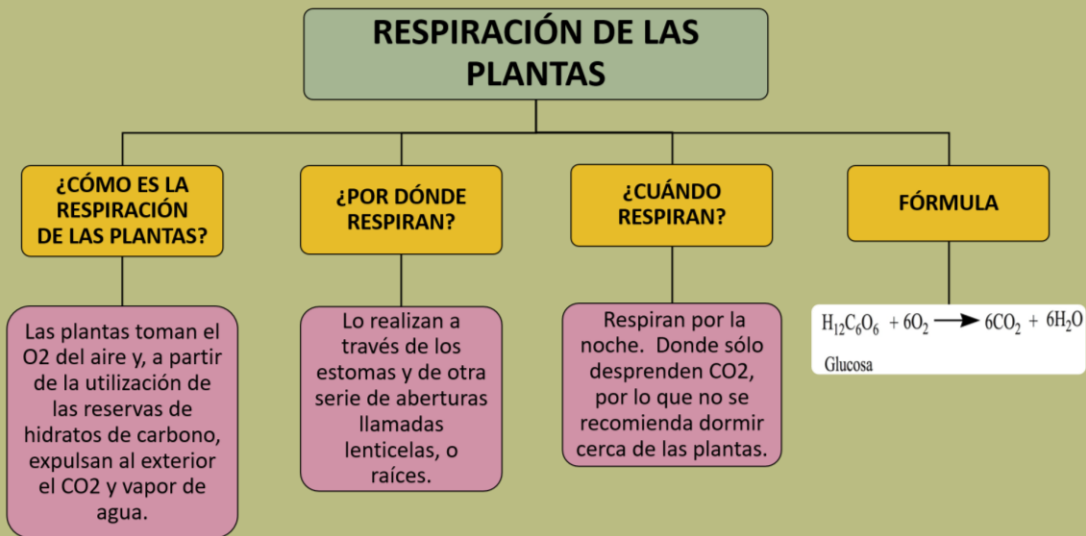 RESPIRACIÓN DE LAS
PLANTAS
¿CÓMO ES LA
RESPIRACIÓN
DE LAS PLANTAS?
Las plantas toman el
O2 del aire y, a partir
de la utilización de
las reservas de
hidratos de carbono,
expulsan al exterior
el CO2 y vapor de
agua.
¿POR DÓNDE
RESPIRAN?
Lo realizan a
través de los
estomas y de otra
serie de aberturas
llamadas
lenticelas, o
raíces.
¿CUÁNDO
RESPIRAN?
Respiran por la
noche. Donde sólo
desprenden CO2,
por lo que no se
recomienda dormir
cerca de las plantas.
FÓRMULA
H₁₂C₆O₆ + 6O₂ ⟶ 6CO₂ + 6H₂O
Glucosa